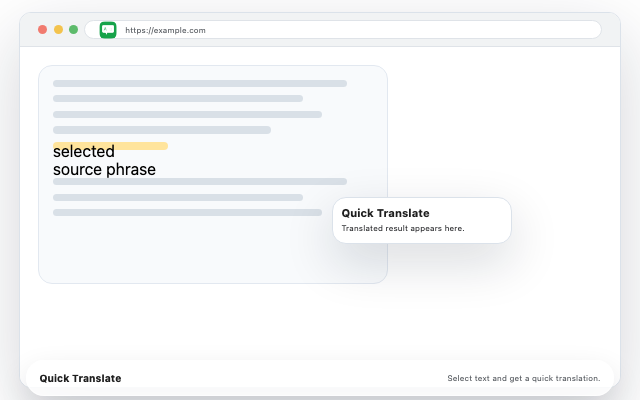 https://example.com
selected
source phrase
Quick Translate
Translated result appears here.
Quick Translate
Select text and get a quick translation.